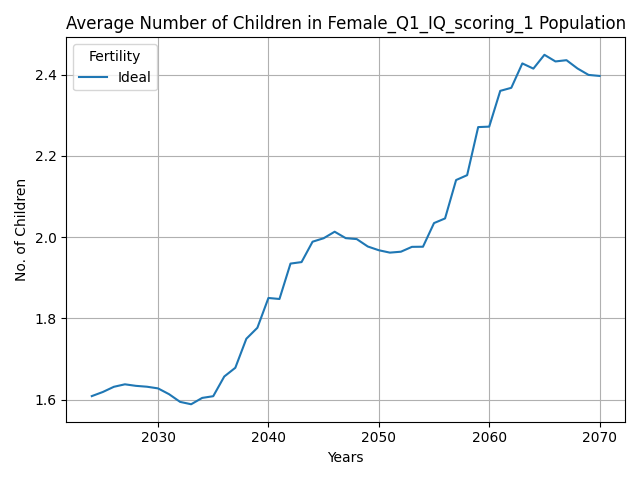 Average Number of Children in Female_Q1_IQ_scoring_1 Population
Fertility
Ideal
No. of Children
2.4
2.2
2.0
1.8
1.6
2030 2040 2050 2060 2070
Years